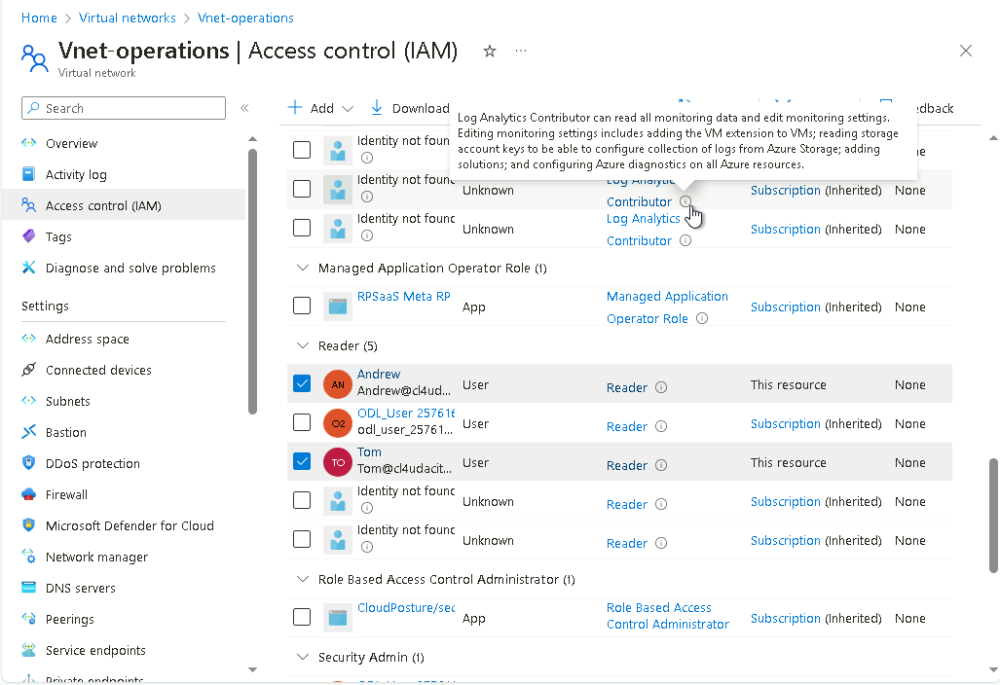 Home > Virtual networks > Vnet-operations
Vnet-operations | Access control (IAM)
Virtual network
Search
Overview
Activity log
Access control (IAM)
Tags
Diagnose and solve problems
Settings
Address space
Connected devices
Subnets
Bastion
DDoS protection
Firewall
Microsoft Defender for Cloud
Network manager
DNS servers
Peerings
Service endpoints
Private endpoints
Add
Download
Log Analytics Contributor can read all monitoring data and edit monitoring settings.
Editing monitoring settings includes adding the VM extension to VMs; reading storage
account keys to be able to configure collection of logs from Azure Storage; adding
solutions; and configuring Azure diagnostics on all Azure resources.
edback
Identity not foun
ne
Identity not foun
Unknown
Log Analytic
Contributor
Subscription (Inherited)
None
Identity not foun
Unknown
Log Analytics
Contributor
Subscription (Inherited)
None
Managed Application Operator Role (1)
RPSaaS Meta RP
App
Managed Application
Operator Role
Subscription (Inherited)
None
Reader (5)
AN
Andrew
Andrew@cl4ud...
User
Reader
This resource
None
O2
ODL_User 257616
odl_user_25761...
User
Reader
Subscription (Inherited)
None
TO
Tom
Tom@cl4udacit...
User
Reader
This resource
None
Identity not found
Unknown
Reader
Subscription (Inherited)
None
Identity not found
Unknown
Reader
Subscription (Inherited)
None
Role Based Access Control Administrator (1)
CloudPosture/sec
App
Role Based Access
Control Administrator
Subscription (Inherited)
None
Security Admin (1)